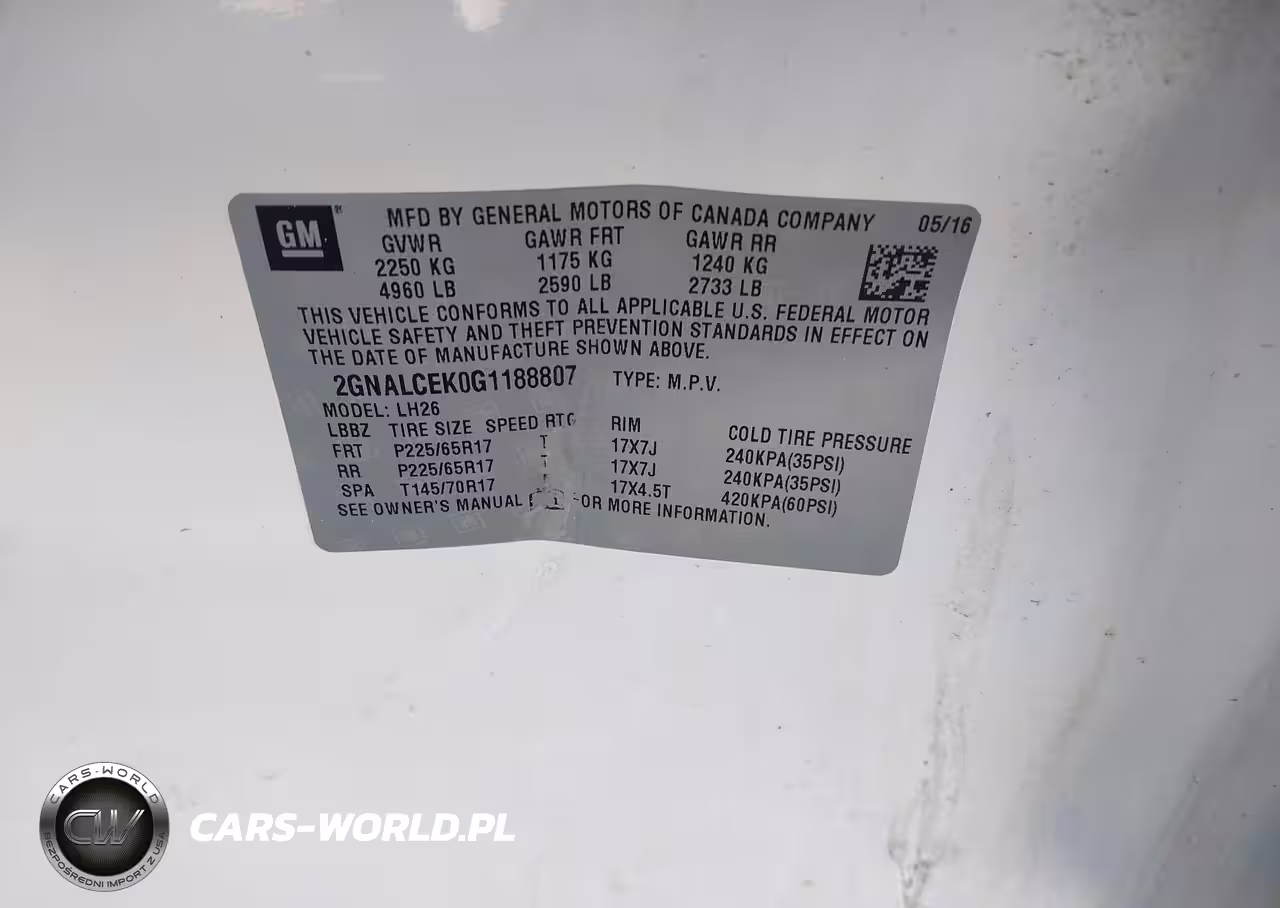 GM®
MFD BY GENERAL MOTORS OF CANADA COMPANY 05/16
GVWR GAWR FRT GAWR RR
2250 KG 1175 KG 1240 KG
4960 LB 2590 LB 2733 LB
THIS VEHICLE CONFORMS TO ALL APPLICABLE U.S. FEDERAL MOTOR
VEHICLE SAFETY AND THEFT PREVENTION STANDARDS IN EFFECT ON
THE DATE OF MANUFACTURE SHOWN ABOVE.
2GNALCEK0G1188807 TYPE: M.P.V.
MODEL: LH26
LBBZ TIRE SIZE SPEED RTG RIM COLD TIRE PRESSURE
FRT P225/65R17 T 17X7J 240KPA(35PSI)
RR P225/65R17 17X7J 240KPA(35PSI)
SPA T145/70R17 17X4.5T 420KPA(60PSI)
SEE OWNER'S MANUAL FOR MORE INFORMATION.
CARS-WORLD
CW
BEZPOŚREDNI IMPORT Z USA
CARS-WORLD.PL